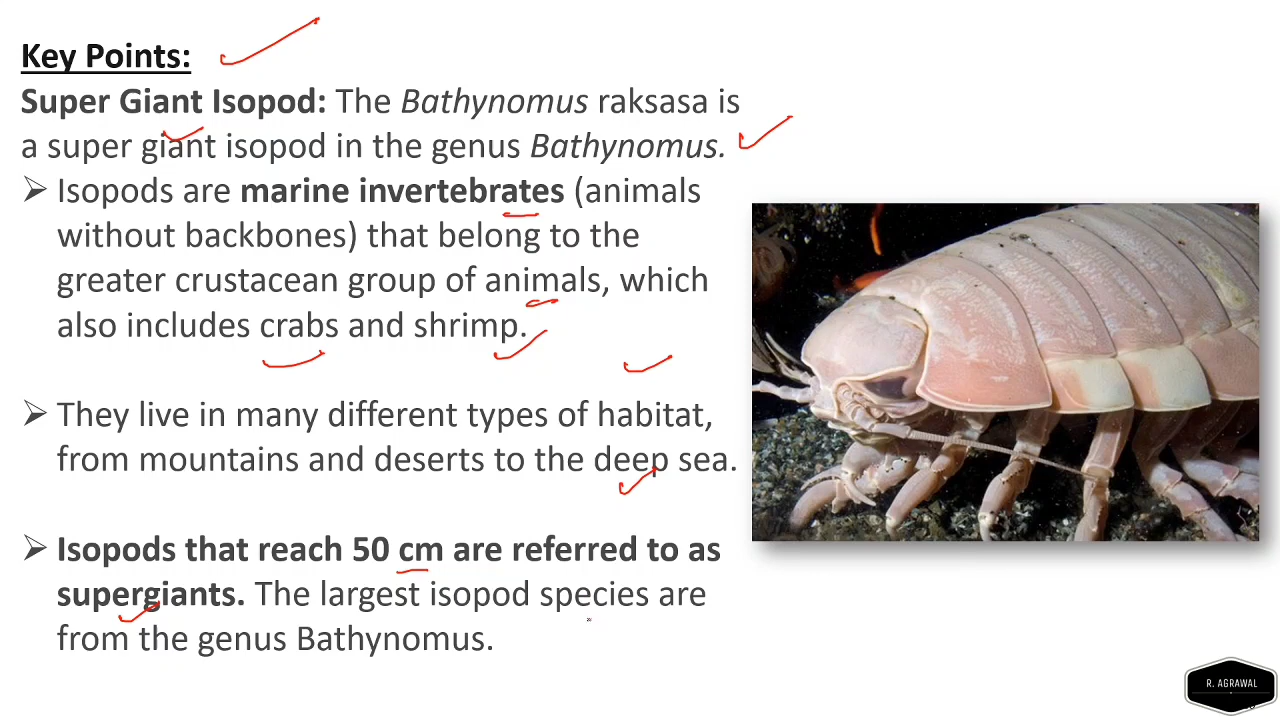 Key Points:
Super Giant Isopod: The Bathynomus raksasa is
a super giant isopod in the genus Bathynomus.
➢ Isopods are marine invertebrates (animals
without backbones) that belong to the
greater crustacean group of animals, which
also includes crabs and shrimp.
➢ They live in many different types of habitat,
from mountains and deserts to the deep sea.
➢ Isopods that reach 50 cm are referred to as
supergiants. The largest isopod species are
from the genus Bathynomus.
R. AGRAWAL